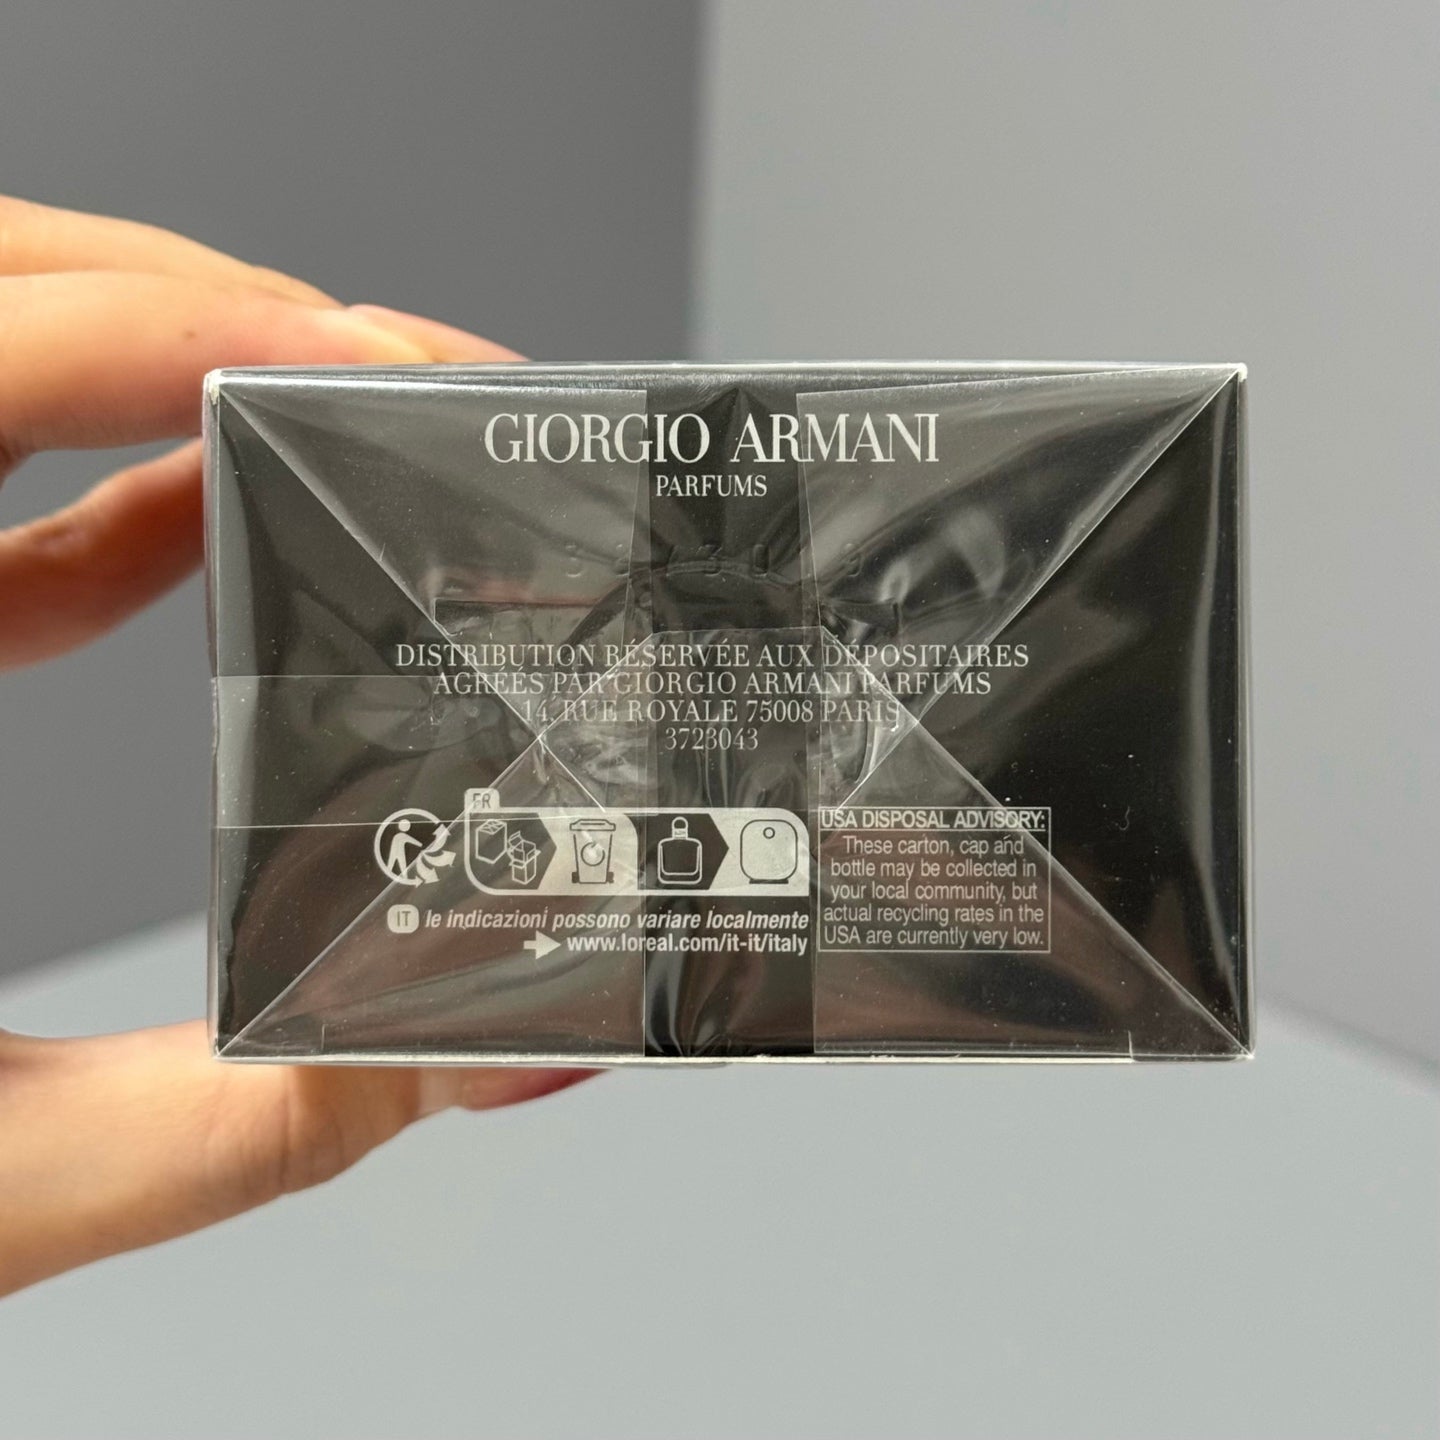 GIORGIO ARMANI
PARFUMS
DISTRIBUTION RÉSERVÉE AUX DÉPOSITAIRES
AGRÉÉS PAR GIORGIO ARMANI PARFUMS
14, RUE ROYALE 75008 PARIS
3723043
FR
IT le indicazioni possono variare localmente
www.loreal.com/it-it/italy
USA DISPOSAL ADVISORY:
These carton, cap and
bottle may be collected in
your local community, but
actual recycling rates in the
USA are currently very low.